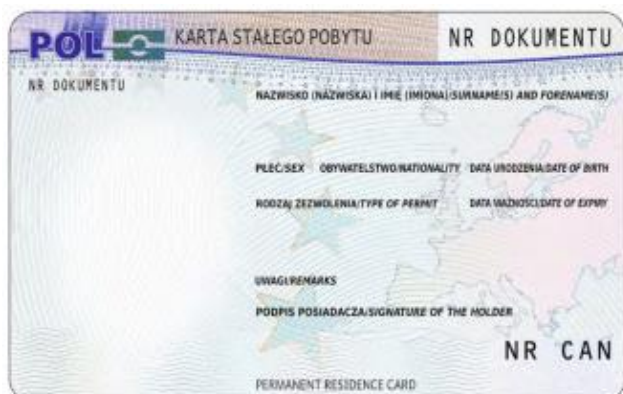 POL KARTA STAŁEGO POBYTU NR DOKUMENTU
NR DOKUMENTU
NAZWISKO (NAZWISKA) I IMIĘ (IMIONA)/SURNAME(S) AND FORENAME(S)
PŁEĆ/SEX OBYWATELSTWO/NATIONALITY DATA URODZENIA/DATE OF BIRTH
RODZAJ ZEZWOLENIA/TYPE OF PERMIT DATA WAŻNOŚCI/DATE OF EXPIRY
UWAGI/REMARKS
PODPIS POSIADACZA/SIGNATURE OF THE HOLDER
NR CAN
PERMANENT RESIDENCE CARD